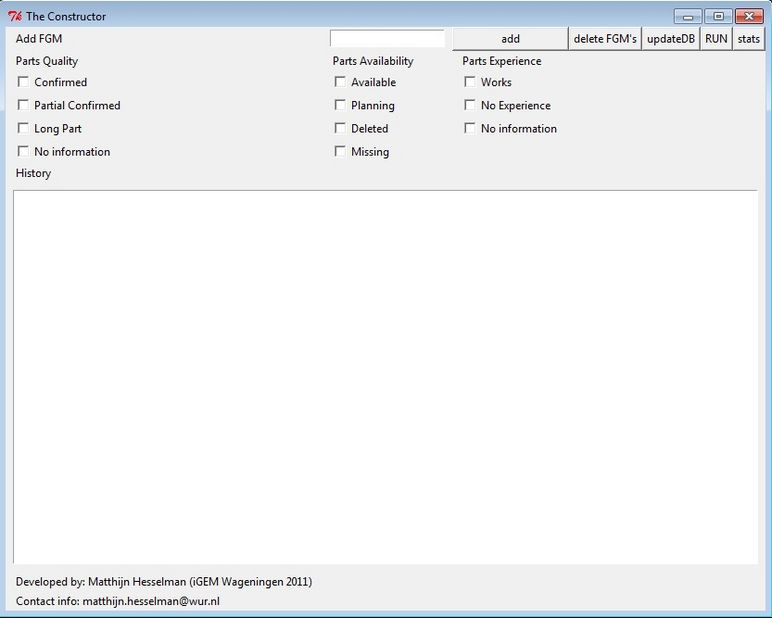 The Constructor
Add FGM add delete FGM's updateDB RUN stats
Parts Quality Parts Availability Parts Experience
Confirmed Available Works
Partial Confirmed Planning No Experience
Long Part Deleted No information
No information Missing
History
Developed by: Matthijn Hesselman (iGEM Wageningen 2011)
Contact info: matthijn.hesselman@wur.nl